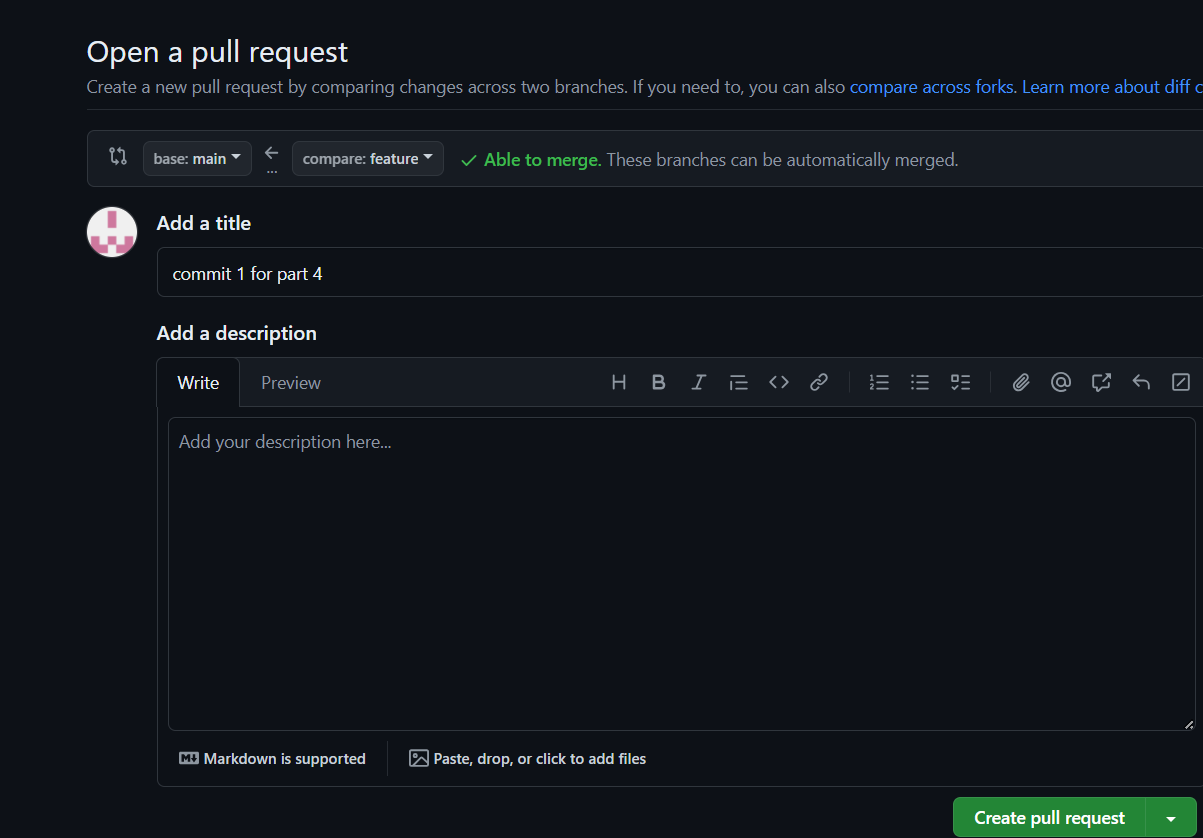 Open a pull request
Create a new pull request by comparing changes across two branches. If you need to, you can also compare across forks. Learn more about diff
base: main ← compare: feature ✓ Able to merge. These branches can be automatically merged.
...
Add a title
commit 1 for part 4
Add a description
Write Preview
Add your description here...
Markdown is supported Paste, drop, or click to add files
Create pull request